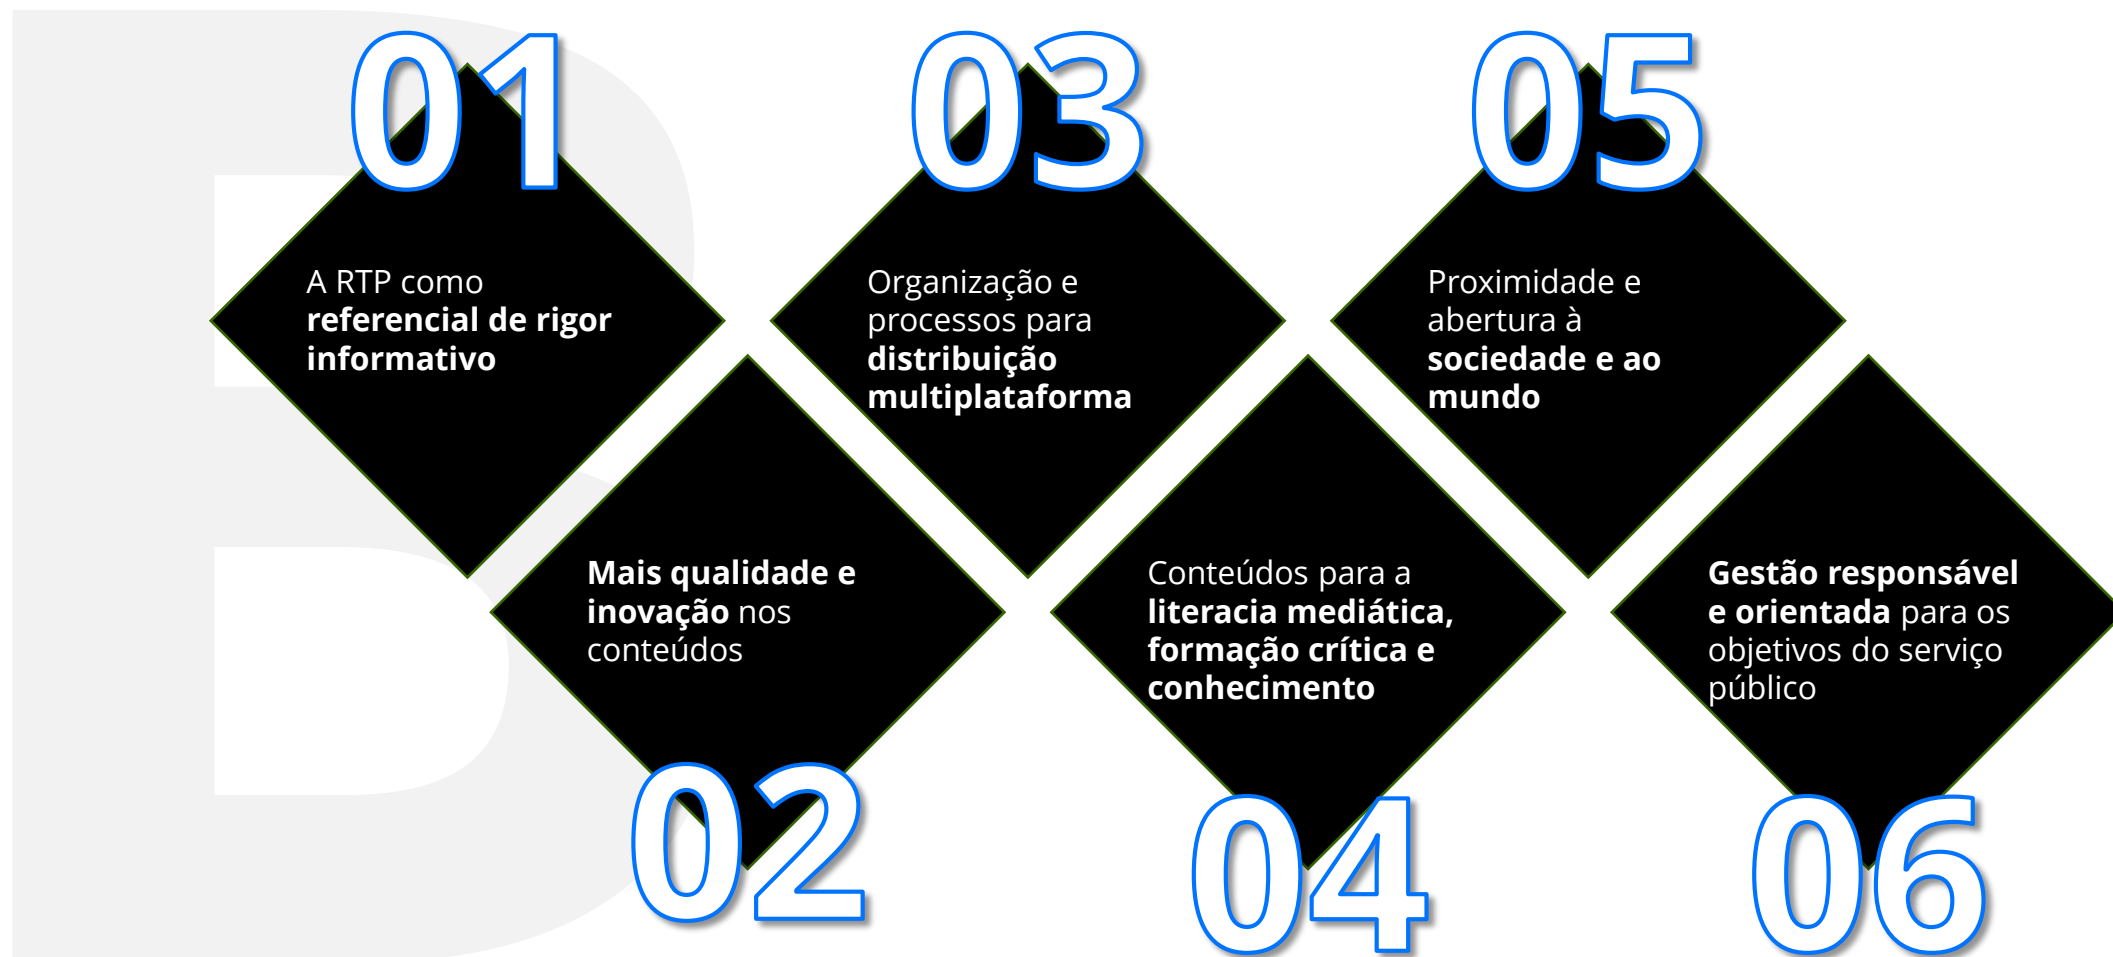 01
A RTP como
referencial de rigor
informativo
02
Mais qualidade e
inovação nos
conteúdos
03
Organização e
processos para
distribuição
multiplataforma
04
Conteúdos para a
literacia mediática,
formação crítica e
conhecimento
05
Proximidade e
abertura à
sociedade e ao
mundo
06
Gestão responsável
e orientada para os
objetivos do serviço
público
B